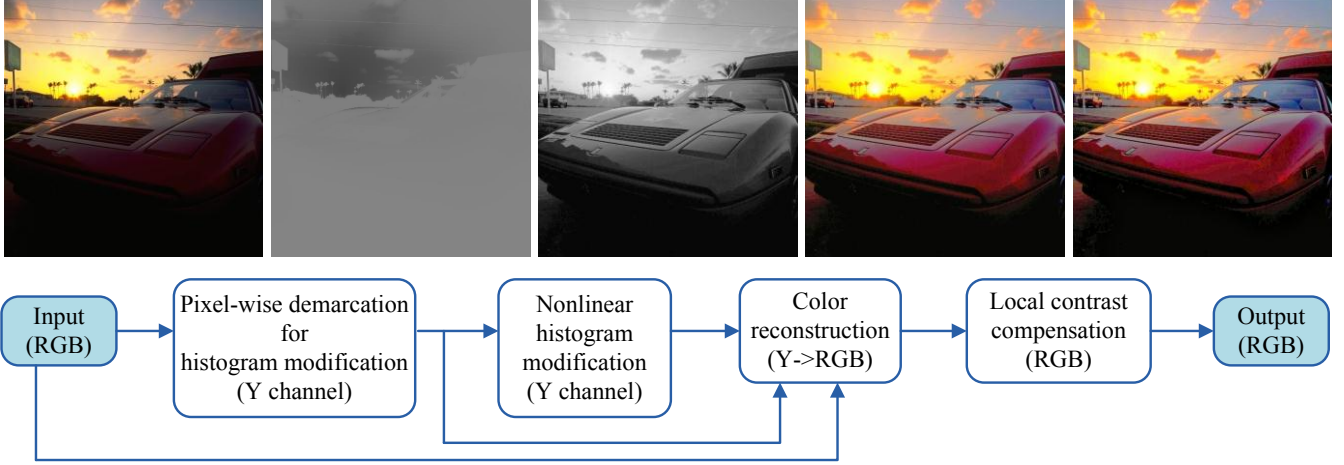 Input
(RGB)
Pixel-wise demarcation
for
histogram modification
(Y channel)
Nonlinear
histogram
modification
(Y channel)
Color
reconstruction
(Y->RGB)
Local contrast
compensation
(RGB)
Output
(RGB)